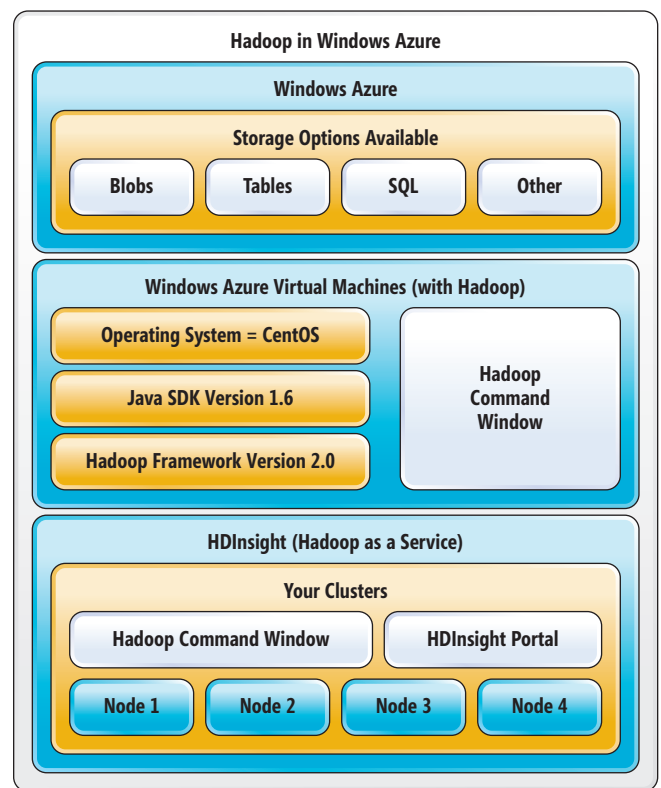 Hadoop in Windows Azure
Windows Azure
Storage Options Available
Blobs
Tables
SQL
Other
Windows Azure Virtual Machines (with Hadoop)
Operating System = CentOS
Java SDK Version 1.6
Hadoop Framework Version 2.0
Hadoop
Command
Window
HDInsight (Hadoop as a Service)
Your Clusters
Hadoop Command Window
HDInsight Portal
Node 1
Node 2
Node 3
Node 4